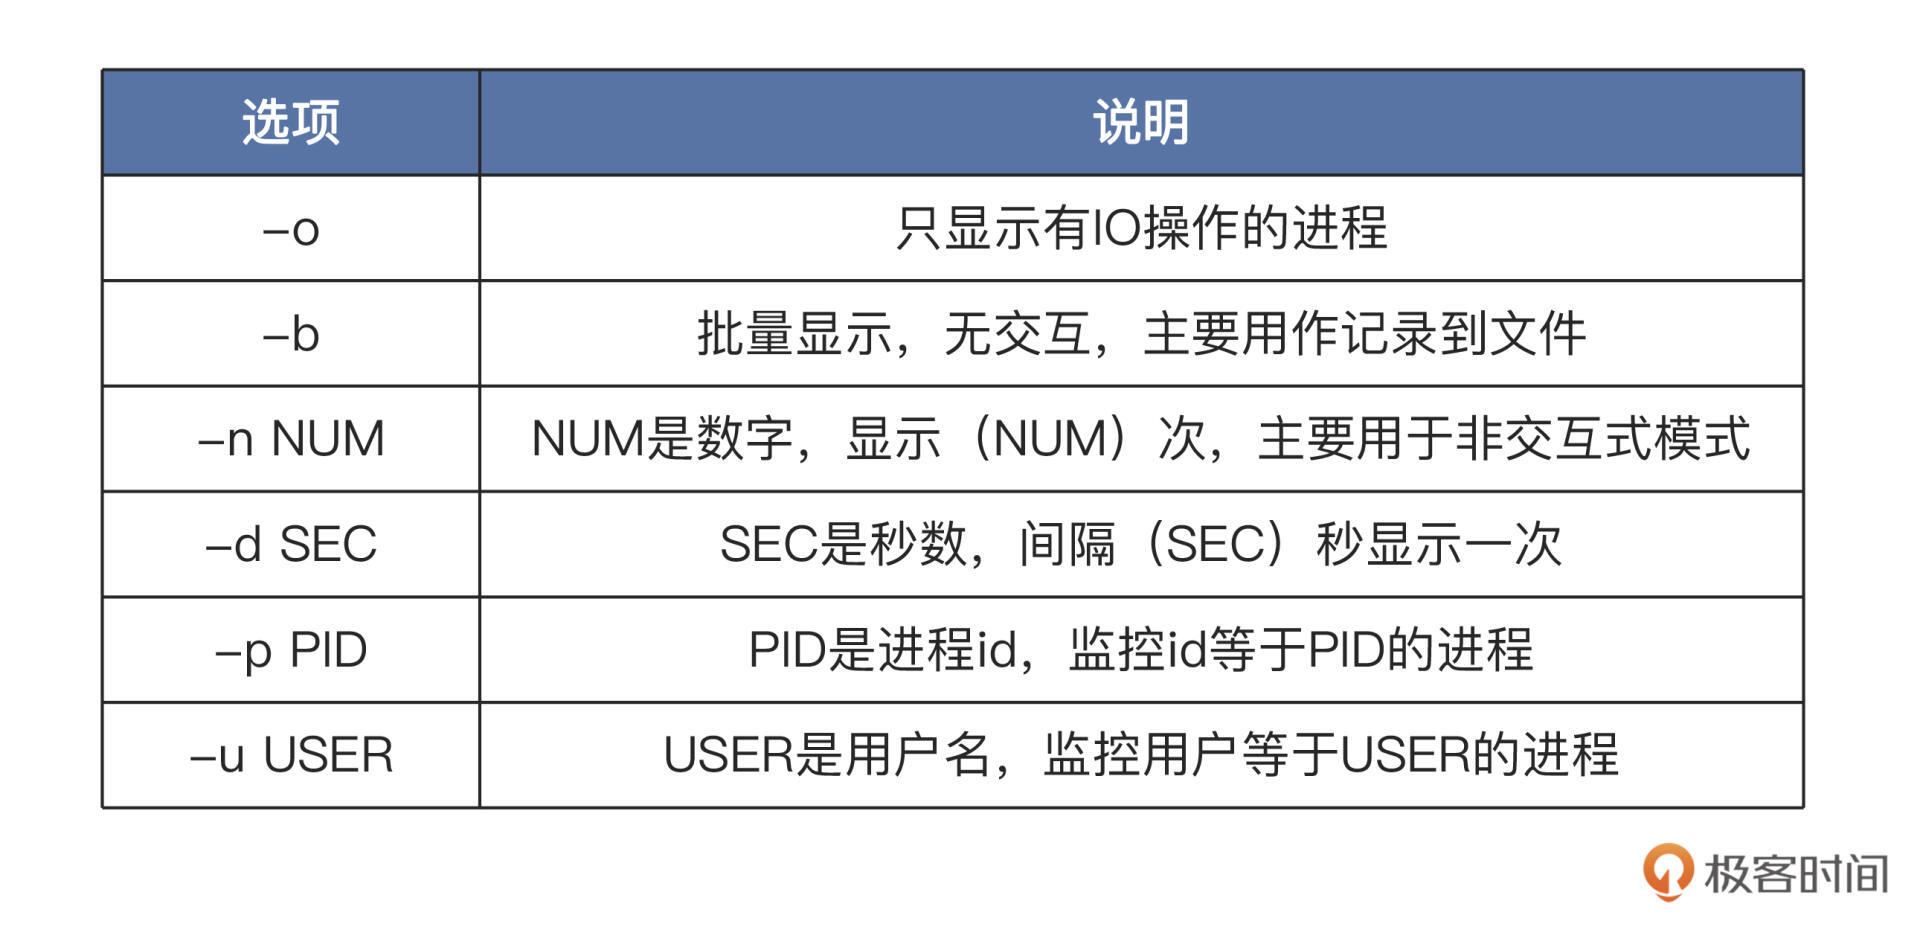 选项 说明
–o 只显示有IO操作的进程
–b 批量显示，无交互，主要用作记录到文件
–n NUM NUM是数字，显示（NUM）次，主要用于非交互式模式
–d SEC SEC是秒数，间隔（SEC）秒显示一次
–p PID PID是进程id，监控id等于PID的进程
–u USER USER是用户名，监控用户等于USER的进程
极客时间